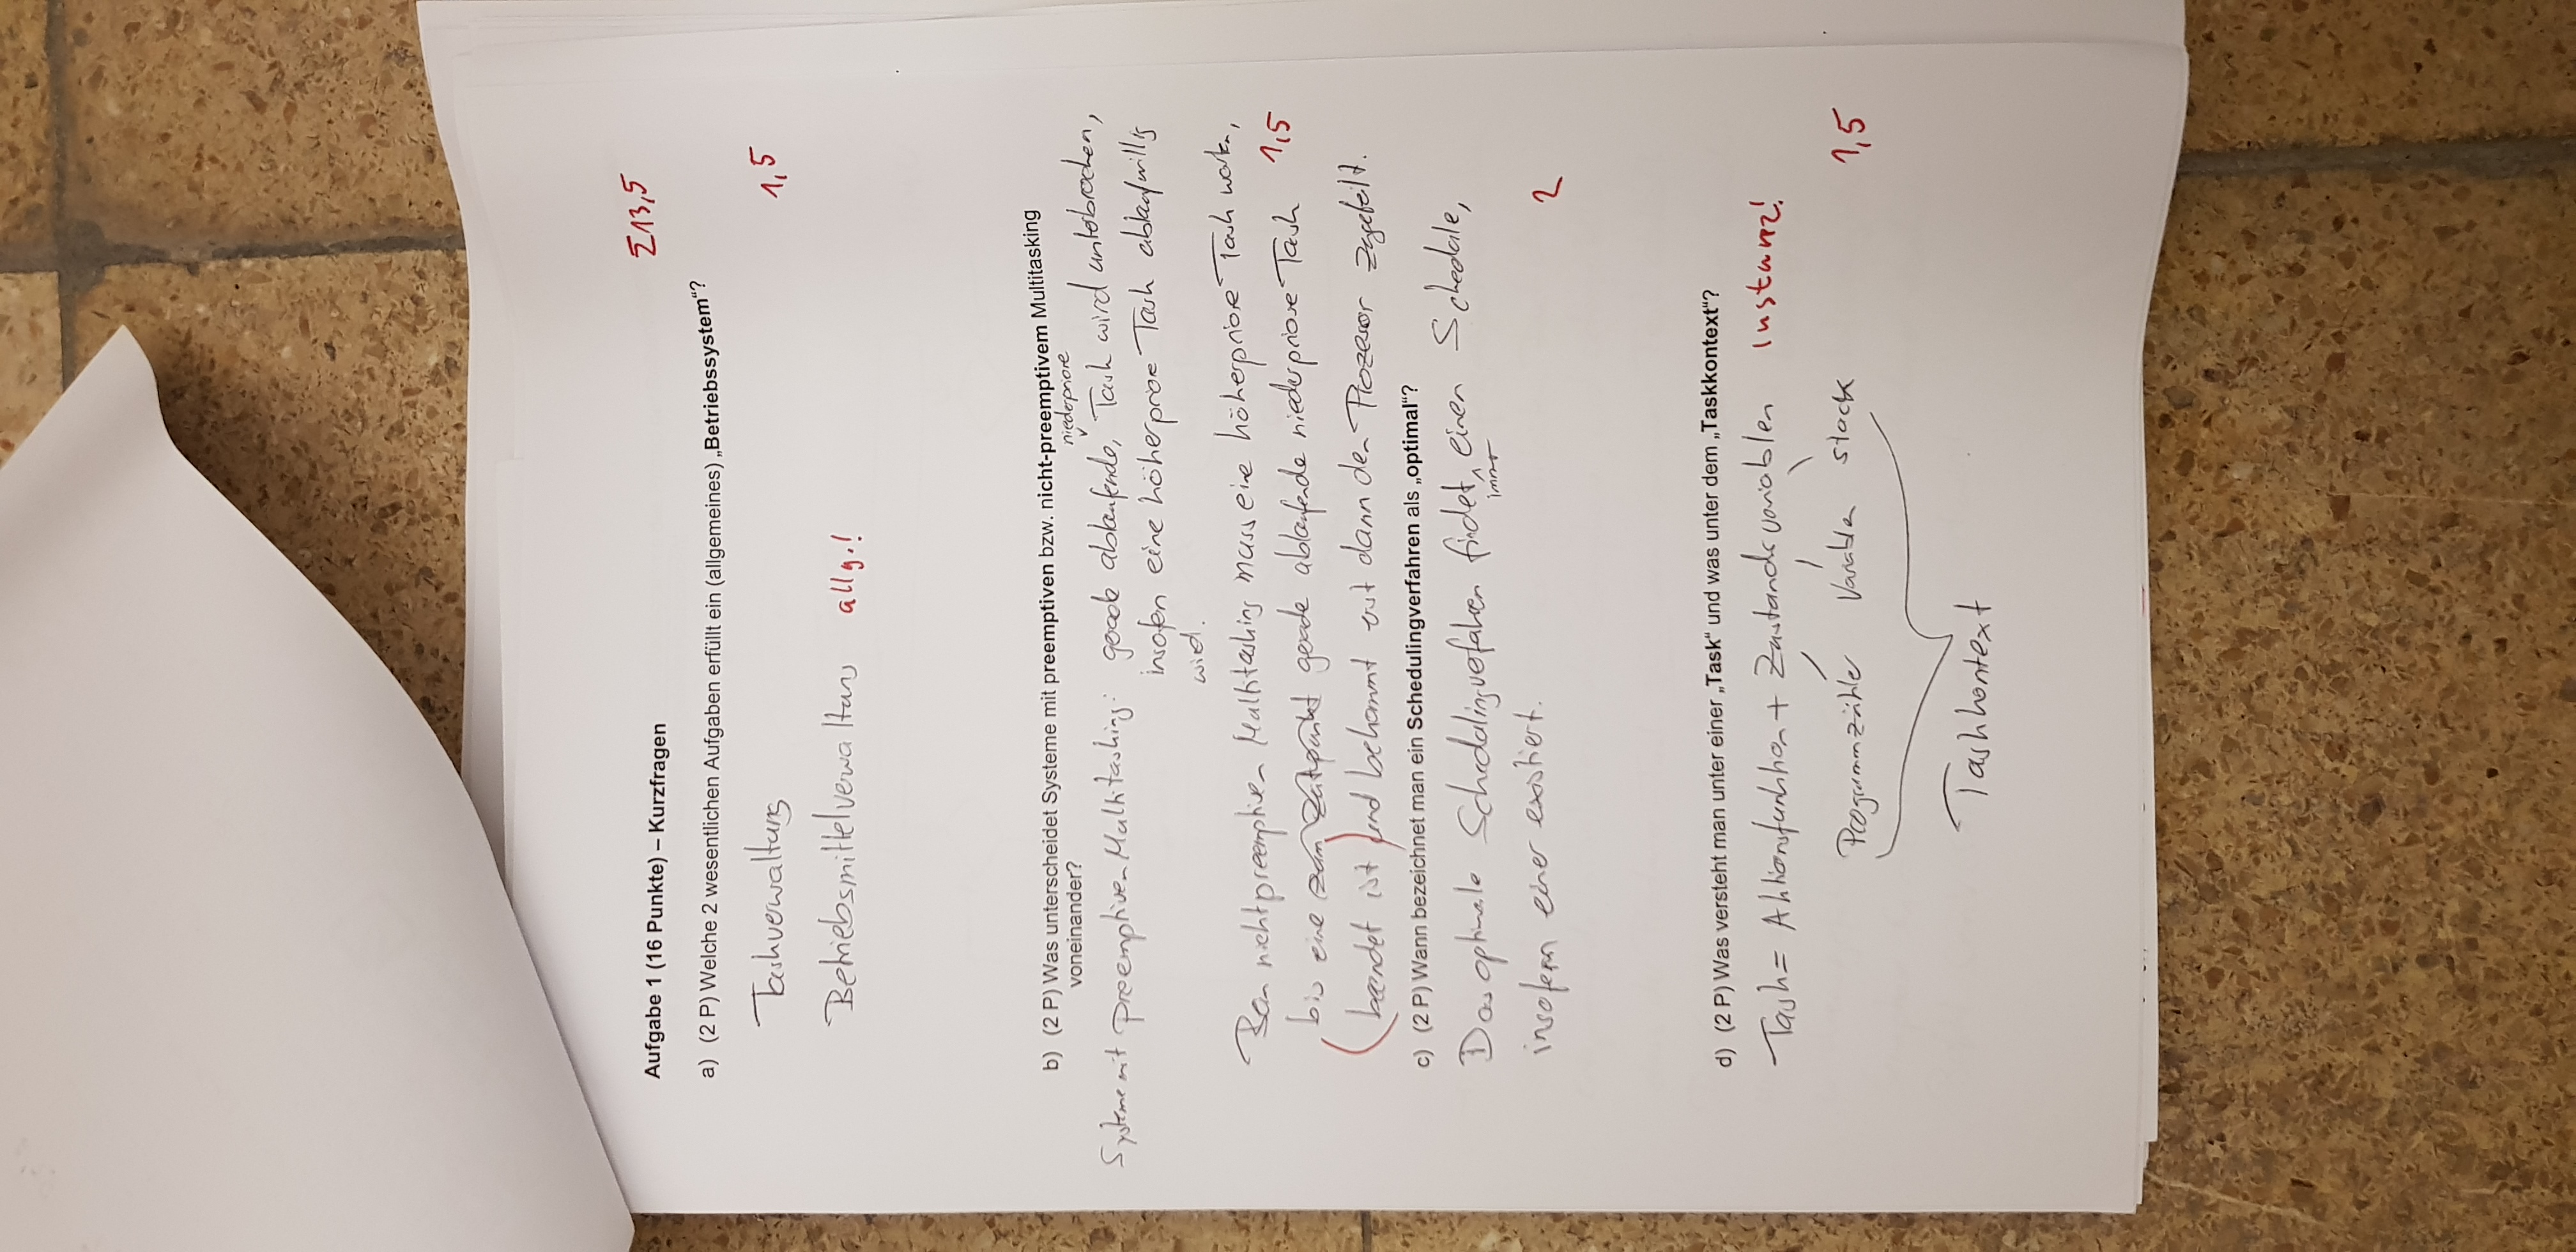 Aufgabe 1 (16 Punkte) – Kurzfragen Σ13,5
a) (2 P) Welche 2 wesentlichen Aufgaben erfüllt ein (allgemeines) „Betriebssystem“?
Taskverwaltung 1,5
Betriebsmittelverwaltung allg.!
b) (2 P) Was unterscheidet Systeme mit preemptiven bzw. nicht-preemptivem Multitasking
voneinander?
niederpriore
Systeme mit preemptiven Multitasking: gerade ablaufende, Task wird unterbrochen,
insofern eine höherpriore Task ablaufwillig
wird.
Beim nichtpreemptiven Multitasking muss eine höherpriore Task warten,
bis eine zum Zeitpunkt gerade ablaufende niederpriore Task 1,5
(beendet ist) und bekommt erst dann den Prozessor zugeteilt.
c) (2 P) Wann bezeichnet man ein Schedulingverfahren als „optimal“?
Das optimale Schedulingverfahren findet einen Schedule,
immer
insofern einer existiert. 2
d) (2 P) Was versteht man unter einer „Task“ und was unter dem „Taskkontext“?
Task = Aktionsfunktion + Zustandsvariablen Instanz!
Programmzähler Variablen stack 1,5
Taskkontext